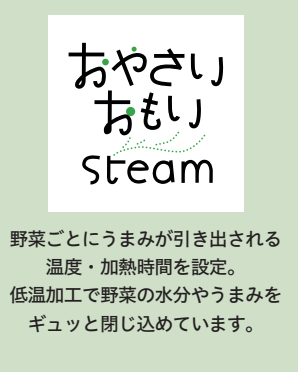 おやさい
おもい
steam
野菜ごとにうまみが引き出される
温度・加熱時間を設定。
低温加工で野菜の水分やうまみを
ギュッと閉じ込めています。